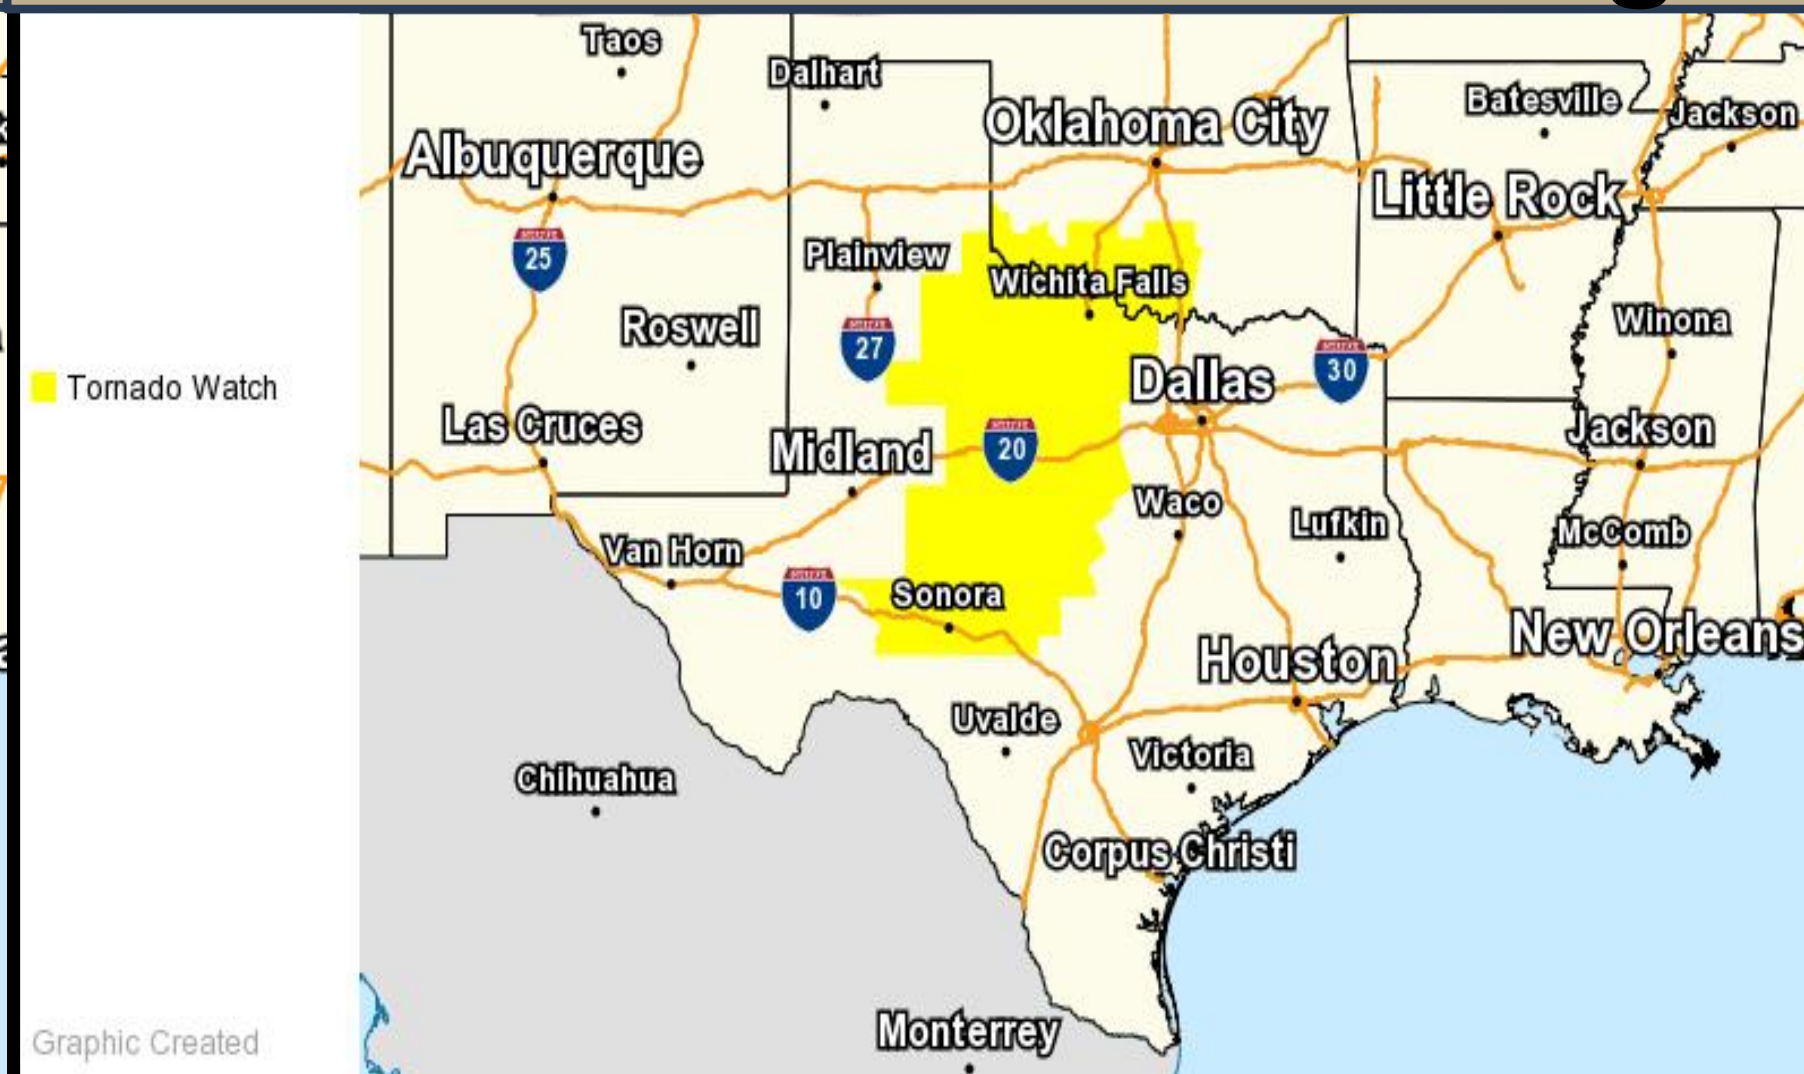 Taos
Dalhart
Oklahoma City
Batesville
Jackson
Albuquerque
Little Rock
25
Plainview
Wichita Falls
Roswell
27
Winona
30
Dallas
Tornado Watch
Las Cruces
Midland
20
Jackson
Waco
Lufkin
McComb
Van Horn
10
Sonora
New Orleans
Houston
Uvalde
Victoria
Chihuahua
Corpus Christi
Monterrey
Graphic Created